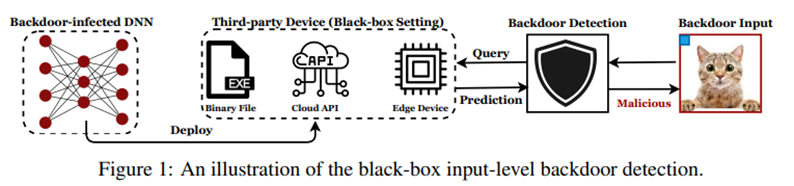 Backdoor-infected DNN
Third-party Device (Black-box Setting)
Backdoor Detection
Backdoor Input
API
EXE
Query
Binary File
Cloud API
Edge Device
Prediction
Malicious
Deploy
Figure 1: An illustration of the black-box input-level backdoor detection.